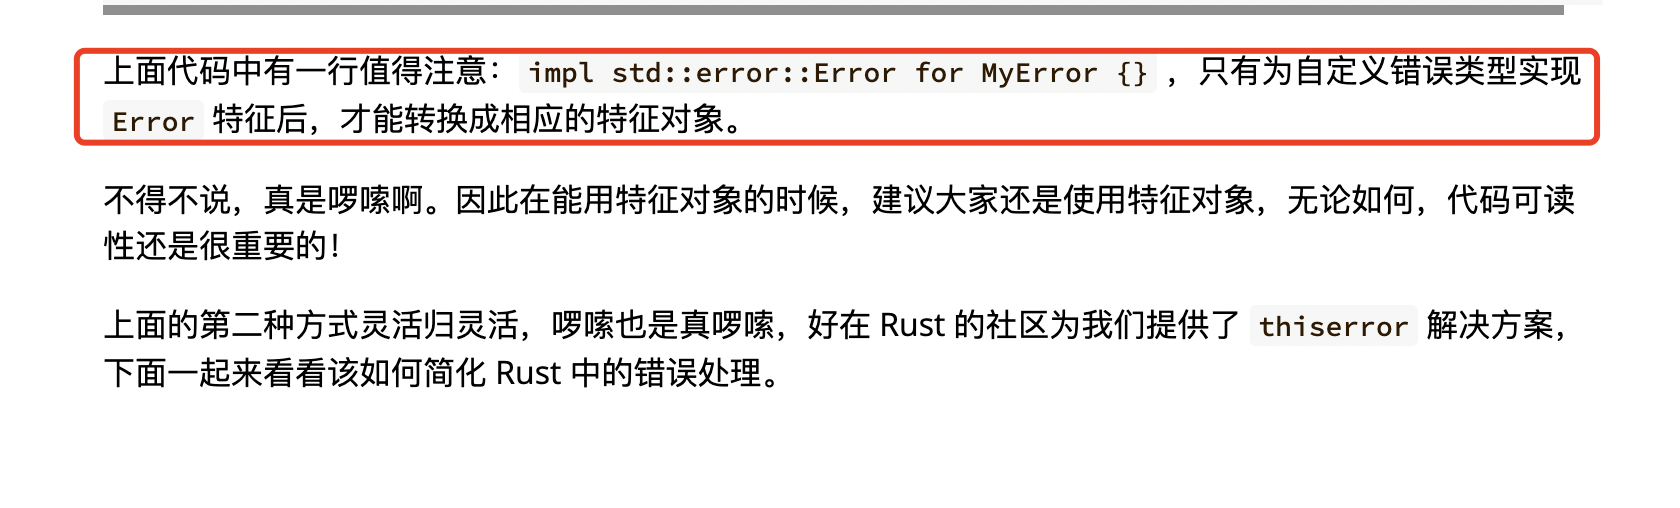 上面代码中有一行值得注意： impl std::error::Error for MyError {} ，只有为自定义错误类型实现
Error 特征后，才能转换成相应的特征对象。
不得不说，真是啰嗦啊。因此在能用特征对象的时候，建议大家还是使用特征对象，无论如何，代码可读
性还是很重要的！
上面的第二种方式灵活归灵活，啰嗦也是真啰嗦，好在 Rust 的社区为我们提供了 thiserror 解决方案，
下面一起来看看该如何简化 Rust 中的错误处理。